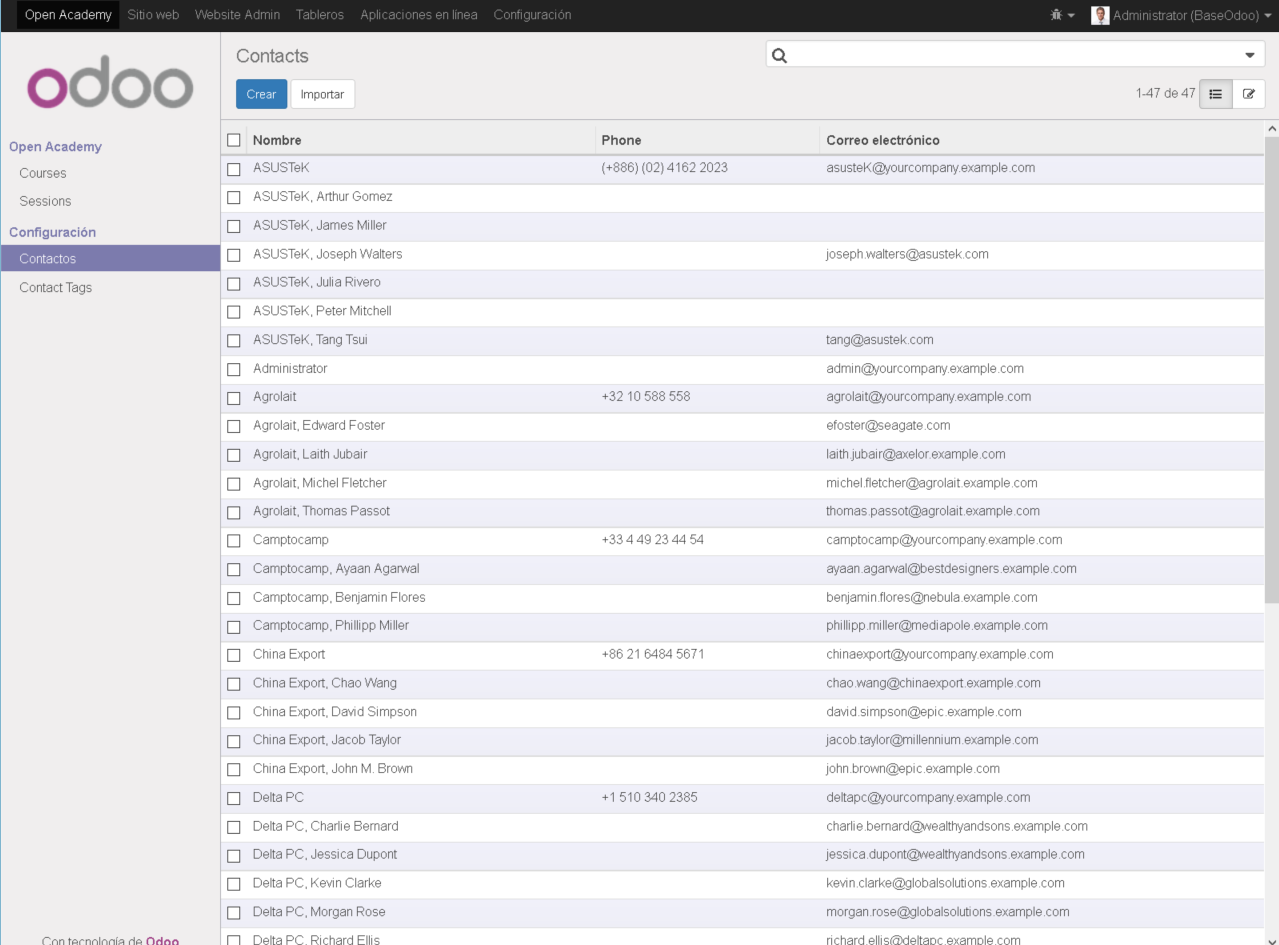 Open Academy Sitio web Website Admin Tableros Aplicaciones en línea Configuración Administrator (BaseOdoo)
odoo
Open Academy
Courses
Sessions
Configuración
Contactos
Contact Tags
Con tecnología de Odoo
Contacts
Crear Importar 1-47 de 47
Nombre Phone Correo electrónico
ASUSTeK (+886) (02) 4162 2023 asusteK@yourcompany.example.com
ASUSTeK, Arthur Gomez
ASUSTeK, James Miller
ASUSTeK, Joseph Walters joseph.walters@asustek.com
ASUSTeK, Julia Rivero
ASUSTeK, Peter Mitchell
ASUSTeK, Tang Tsui tang@asustek.com
Administrator admin@yourcompany.example.com
Agrolait +32 10 588 558 agrolait@yourcompany.example.com
Agrolait, Edward Foster efoster@seagate.com
Agrolait, Laith Jubair laith.jubair@axelor.example.com
Agrolait, Michel Fletcher michel.fletcher@agrolait.example.com
Agrolait, Thomas Passot thomas.passot@agrolait.example.com
Camptocamp +33 4 49 23 44 54 camptocamp@yourcompany.example.com
Camptocamp, Ayaan Agarwal ayaan.agarwal@bestdesigners.example.com
Camptocamp, Benjamin Flores benjamin.flores@nebula.example.com
Camptocamp, Phillipp Miller phillipp.miller@mediapole.example.com
China Export +86 21 6484 5671 chinaexport@yourcompany.example.com
China Export, Chao Wang chao.wang@chinaexport.example.com
China Export, David Simpson david.simpson@epic.example.com
China Export, Jacob Taylor jacob.taylor@millennium.example.com
China Export, John M. Brown john.brown@epic.example.com
Delta PC +1 510 340 2385 deltapc@yourcompany.example.com
Delta PC, Charlie Bernard charlie.bernard@wealthyandsons.example.com
Delta PC, Jessica Dupont jessica.dupont@wealthyandsons.example.com
Delta PC, Kevin Clarke kevin.clarke@globalsolutions.example.com
Delta PC, Morgan Rose morgan.rose@globalsolutions.example.com
Delta PC, Richard Ellis richard.ellis@deltapc.example.com